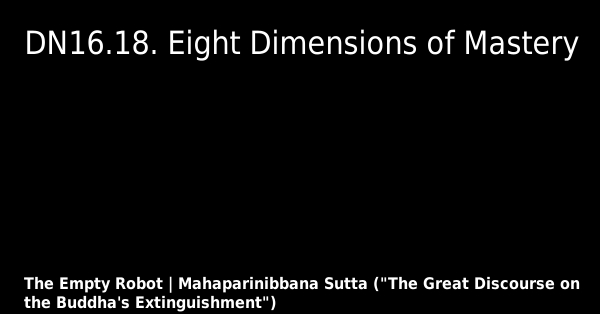 DN16.18. Eight Dimensions of Mastery
The Empty Robot | Mahaparinibbana Sutta ("The Great Discourse on
the Buddha's Extinguishment")